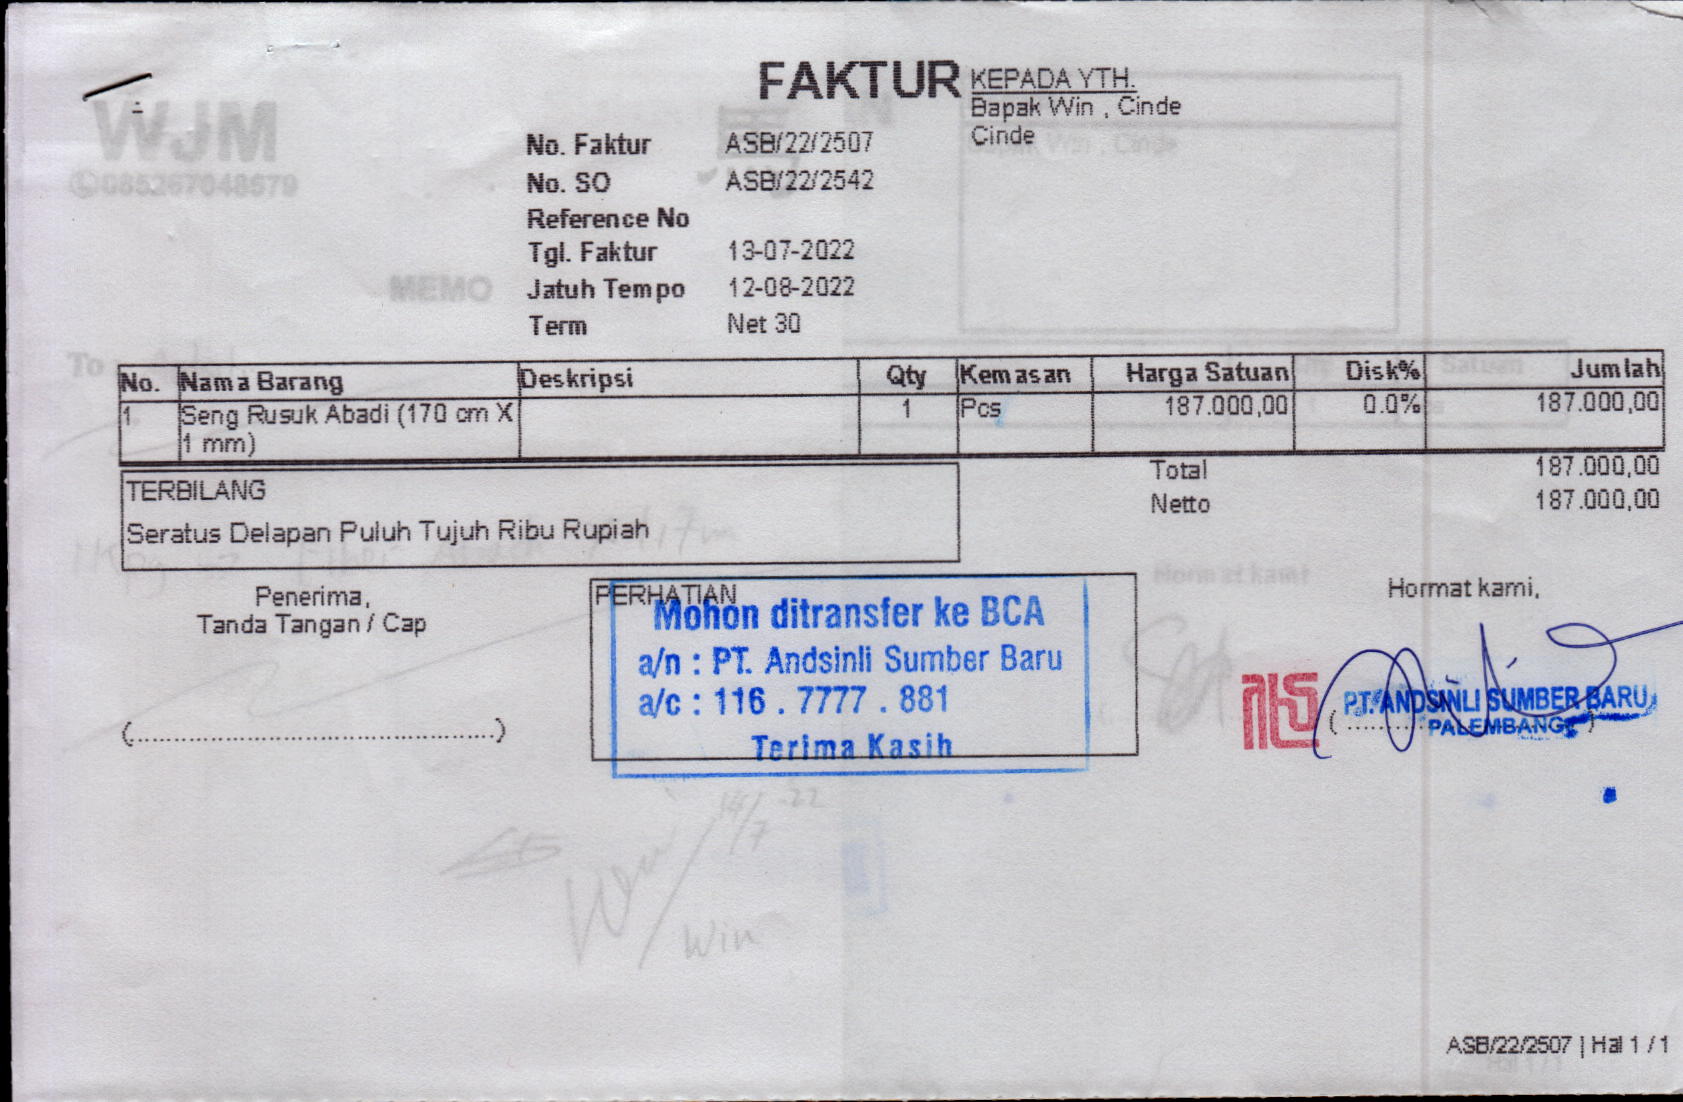 FAKTUR
KEPADA YTH.
Bapak Win , Cinde
Cinde
WJM
085267048579
No. Faktur ASB/22/2507
No. SO ASB/22/2542
Reference No
Tgl. Faktur 13-07-2022
Jatuh Tempo 12-08-2022
Term Net 30
MEMO
To
No. Nama Barang Deskripsi Qty Kemasan Harga Satuan Disk% Jumlah
1 Seng Rusuk Abadi (170 cm X 1 Pcs 187.000,00 0.0% 187.000,00
1 mm)
Total 187.000,00
Netto 187.000,00
TERBILANG
Seratus Delapan Puluh Tujuh Ribu Rupiah
Penerima,
Tanda Tangan / Cap
(....................................................)
PERHATIAN
Mohon ditransfer ke BCA
a/n : PT. Andsinli Sumber Baru
a/c : 116 . 7777 . 881
Terima Kasih
Hormat kami,
PT. ANDSINLI SUMBER BARU
PALEMBANG
14/7 -22
Win
ASB/22/2507 | Hal 1 / 1